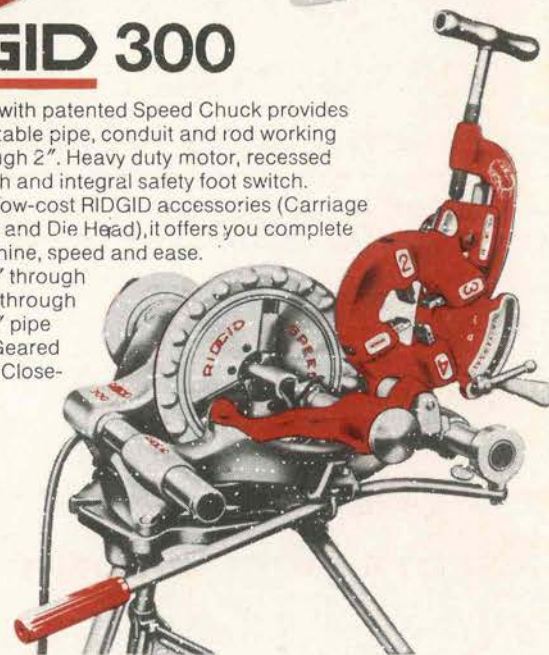 GID 300
with patented Speed Chuck provides
table pipe, conduit and rod working
ugh 2". Heavy duty motor, recessed
h and integral safety foot switch.
ow-cost RIDGID accessories (Carriage
and Die Head), it offers you complete
hine, speed and ease.
" through
through
" pipe
Geared
Close-
RIDGID SPEED
2
3
1
4
300